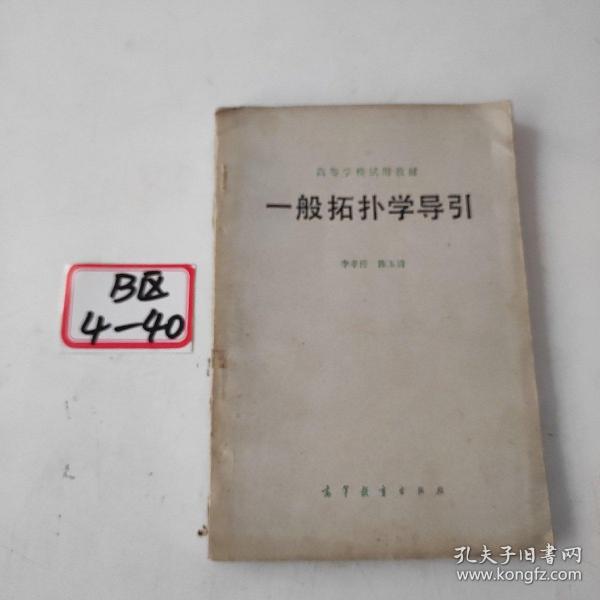 高等学校试用教材
一般拓扑学导引
李孝传 陈玉清
高等教育出版社
B区
4-40
孔夫子旧书网
www.kongfz.com